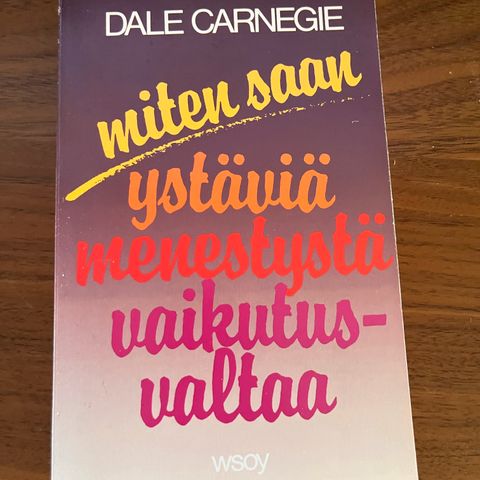 DALE CARNEGIE
miten saan
ystäviä
menestystä
vaikutus-
valtaa
wsoy